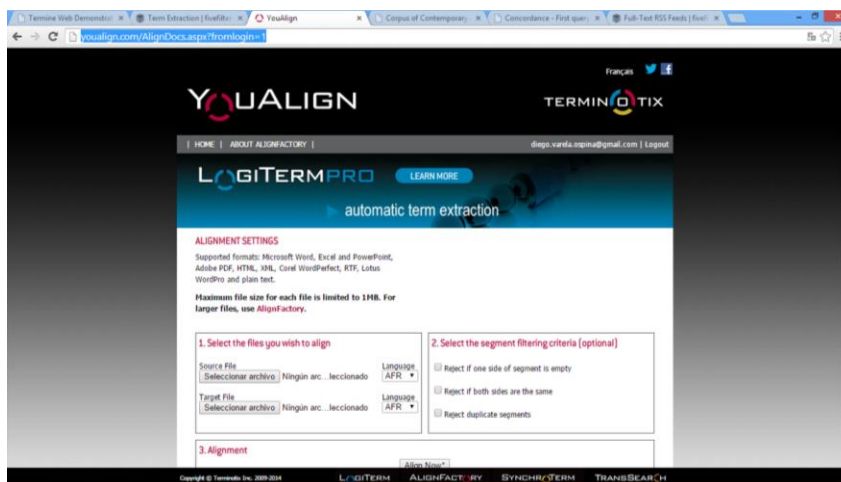 Termine Web Demonstrat
Term Extraction | fivefilter
YouAlign
Corpus of Contemporary
Concordance - First query
Full-Text RSS Feeds | fivefi
youalign.com/AlignDocs.aspx?fromlogin=1
Français
YOUALIGN
TERMINOTIX
| HOME | ABOUT ALIGNFACTORY |
diego.varela.ospina@gmail.com | Logout
LOGITERMPRO
LEARN MORE
automatic term extraction
ALIGNMENT SETTINGS
Supported formats: Microsoft Word, Excel and PowerPoint,
Adobe PDF, HTML, XML, Corel WordPerfect, RTF, Lotus
WordPro and plain text.
Maximum file size for each file is limited to 1MB. For
larger files, use AlignFactory.
1. Select the files you wish to align
Source File
Language
Seleccionar archivo Ningún arc...leccionado AFR
Target File
Language
Seleccionar archivo Ningún arc...leccionado AFR
2. Select the segment filtering criteria (optional)
Reject if one side of segment is empty
Reject if both sides are the same
Reject duplicate segments
3. Alignment
Align Now*
Copyright © Terminotix Inc. 2009-2014
LOGITERM ALIGNFACTORY SYNCHROTERM TRANSSEARCH